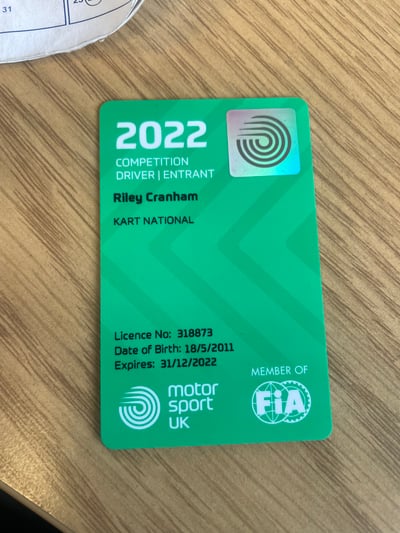 31
2022
COMPETITION
DRIVER | ENTRANT
Riley Cranham
KART NATIONAL
Licence No: 318873
Date of Birth: 18/5/2011
Expires: 31/12/2022
motor
sport
UK
MEMBER OF
FiA